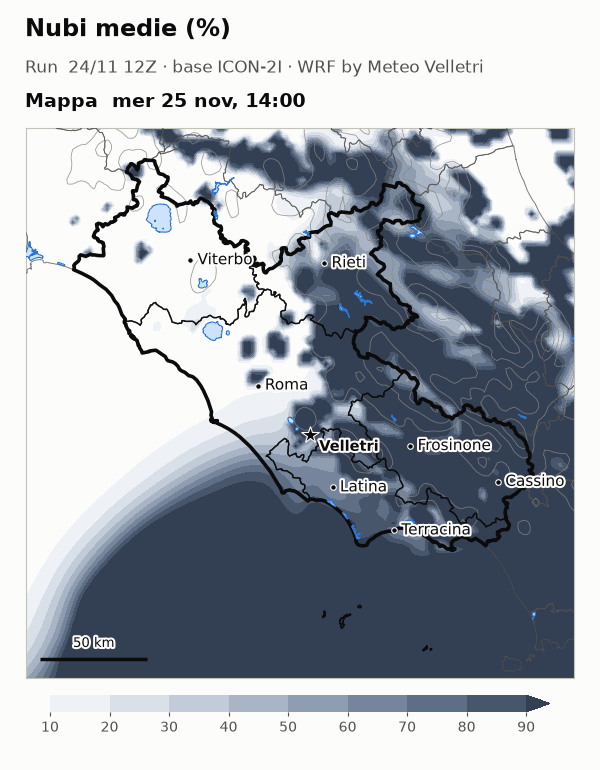 Nubi medie (%)
Run 24/11 12Z · base ICON-2I · WRF by Meteo Velletri
Mappa mer 25 nov, 14:00
Viterbo
Rieti
Roma
Velletri
Frosinone
Cassino
Latina
Terracina
50 km
10 20 30 40 50 60 70 80 90